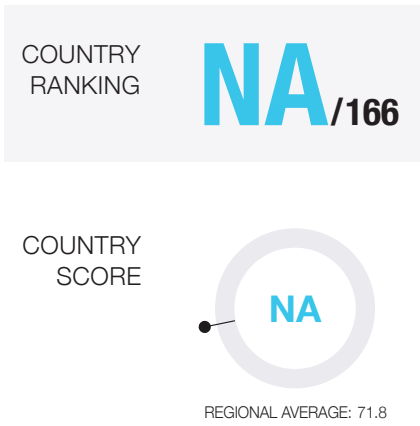 COUNTRY
RANKING
NA/166
COUNTRY
SCORE
NA
REGIONAL AVERAGE: 71.8